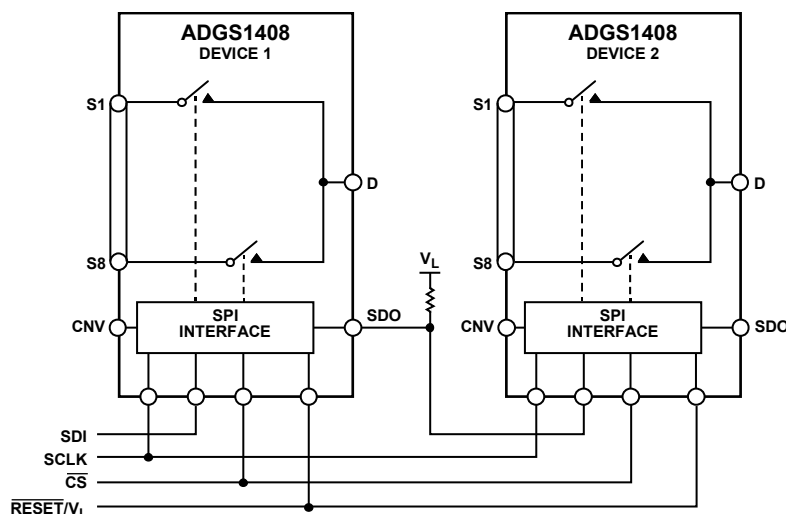 ADGS1408
DEVICE 1
S1
D
S8
VL
CNV
SPI
INTERFACE
SDO
ADGS1408
DEVICE 2
S1
D
S8
CNV
SPI
INTERFACE
SDO
SDI
SCLK
CS
RESET/VL